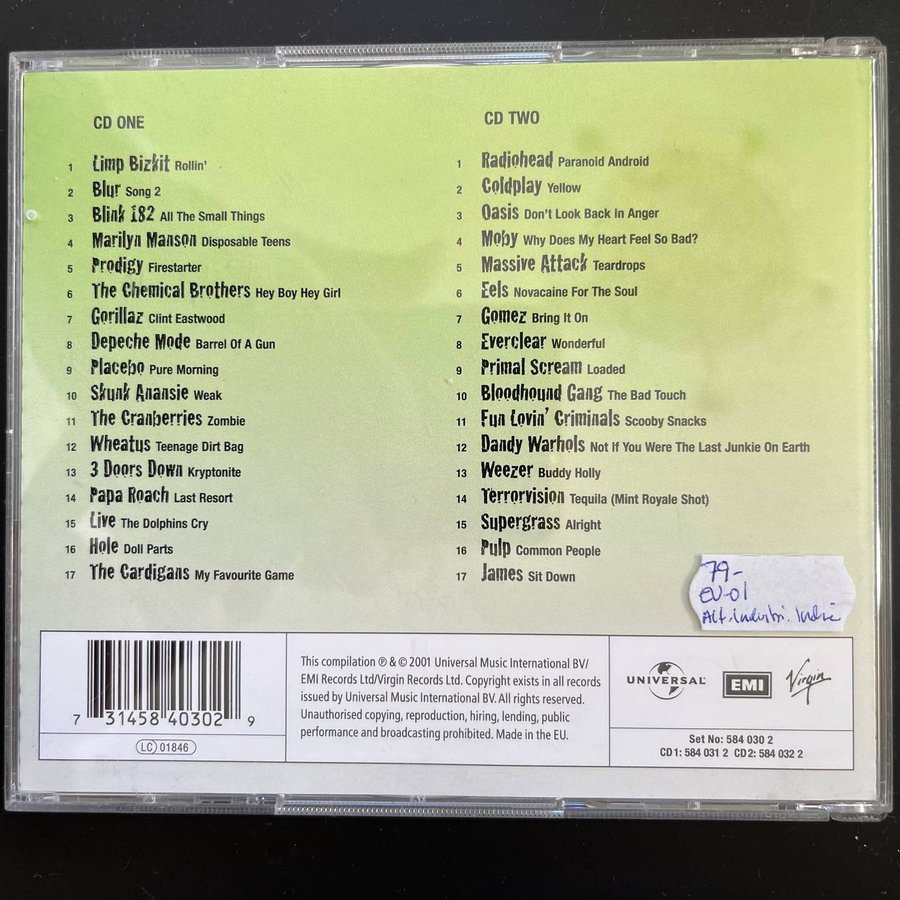 CD ONE
1 Limp Bizkit Rollin'
2 Blur Song 2
3 Blink 182 All The Small Things
4 Marilyn Manson Disposable Teens
5 Prodigy Firestarter
6 The Chemical Brothers Hey Boy Hey Girl
7 Gorillaz Clint Eastwood
8 Depeche Mode Barrel Of A Gun
9 Placebo Pure Morning
10 Skunk Anansie Weak
11 The Cranberries Zombie
12 Wheatus Teenage Dirt Bag
13 3 Doors Down Kryptonite
14 Papa Roach Last Resort
15 Live The Dolphins Cry
16 Hole Doll Parts
17 The Cardigans My Favourite Game
CD TWO
1 Radiohead Paranoid Android
2 Coldplay Yellow
3 Oasis Don't Look Back In Anger
4 Moby Why Does My Heart Feel So Bad?
5 Massive Attack Teardrops
6 Eels Novacaine For The Soul
7 Gomez Bring It On
8 Everclear Wonderful
9 Primal Scream Loaded
10 Bloodhound Gang The Bad Touch
11 Fun Lovin' Criminals Scooby Snacks
12 Dandy Warhols Not If You Were The Last Junkie On Earth
13 Weezer Buddy Holly
14 Terrorvision Tequila (Mint Royale Shot)
15 Supergrass Alright
16 Pulp Common People
17 James Sit Down
79-
EU-01
Alt. Industri. Indie
7 31458 40302 9
LC 01846
This compilation ℗ & © 2001 Universal Music International BV/
EMI Records Ltd/Virgin Records Ltd. Copyright exists in all records
issued by Universal Music International BV. All rights reserved.
Unauthorised copying, reproduction, hiring, lending, public
performance and broadcasting prohibited. Made in the EU.
UNIVERSAL EMI Virgin
Set No: 584 030 2
CD1: 584 031 2 CD2: 584 032 2